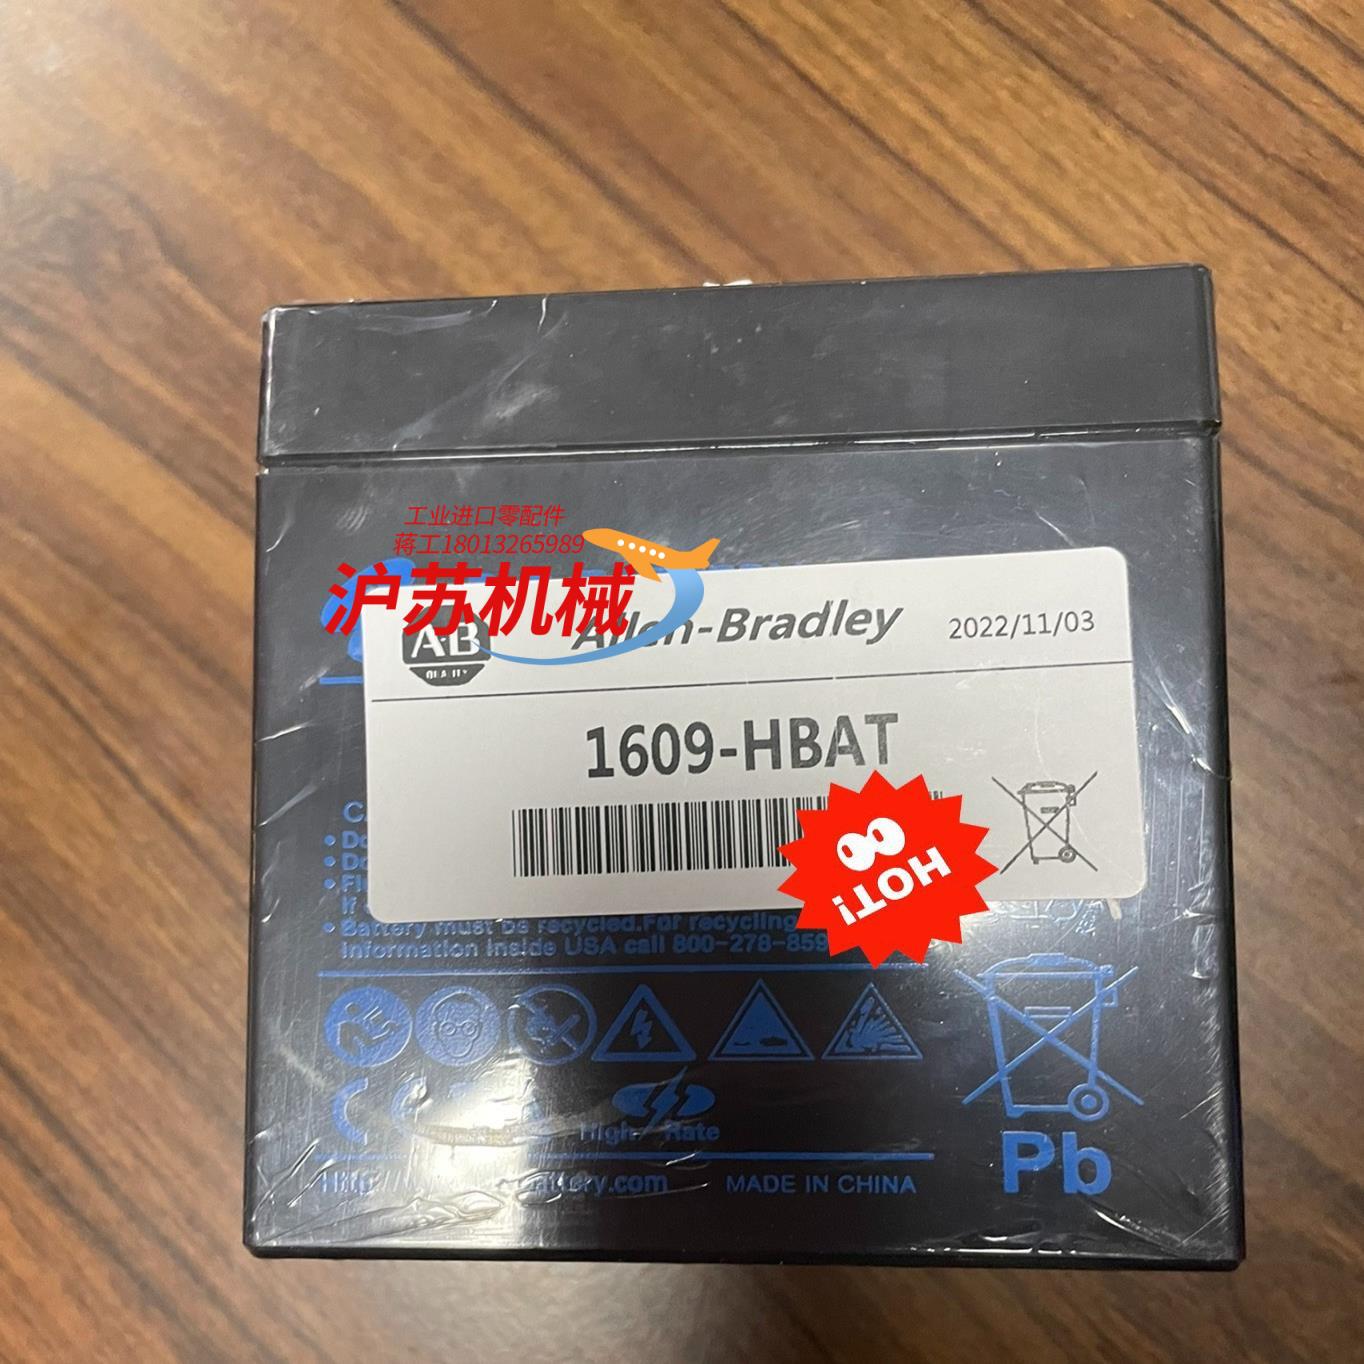 工业进口零配件
蒋工18013265989
沪苏机械
AB
QUALITY
Allen-Bradley
2022/11/03
1609-HBAT
HOT!
Battery must be recycled.For recycling
information inside USA call 800-278-859
High Rate
MADE IN CHINA
Pb